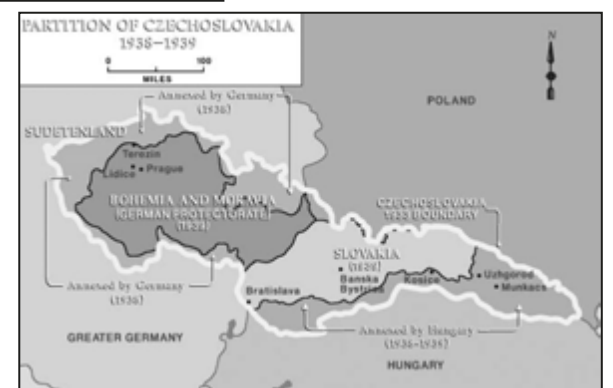 PARTITION OF CZECHOSLOVAKIA
1938–1939
0 100
MILES
N
Annexed by Germany
(1938)
POLAND
SUDETENLAND
Terezin
Lidice
Prague
BOHEMIA AND MORAVIA
(GERMAN PROTECTORATE)
(1939)
CZECHOSLOVAKIA
1933 BOUNDARY
SLOVAKIA
(1939)
Banska
Bystrica
Kosice
Uzhgorod
Munkacs
Annexed by Germany
(1938)
Bratislava
Annexed by Hungary
(1938–1939)
GREATER GERMANY
HUNGARY